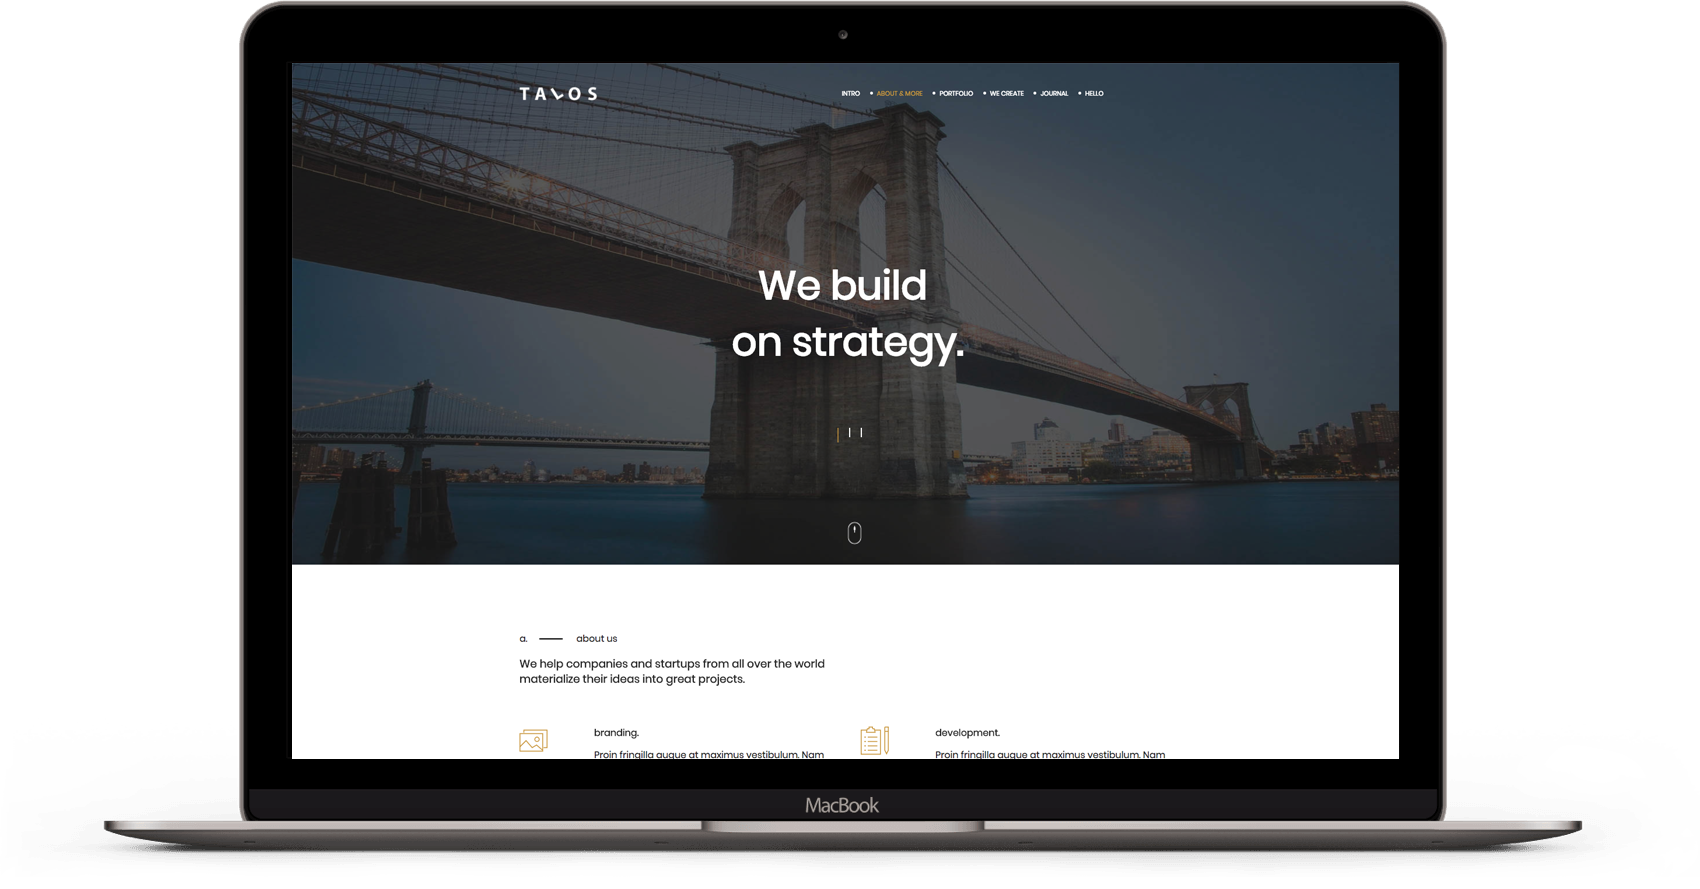 TALOS
INTRO • ABOUT & MORE • PORTFOLIO • WE CREATE • JOURNAL • HELLO
We build
on strategy.
a. — about us
We help companies and startups from all over the world
materialize their ideas into great projects.
branding.
Proin fringilla augue at maximus vestibulum. Nam
development.
Proin fringilla augue at maximus vestibulum. Nam
MacBook